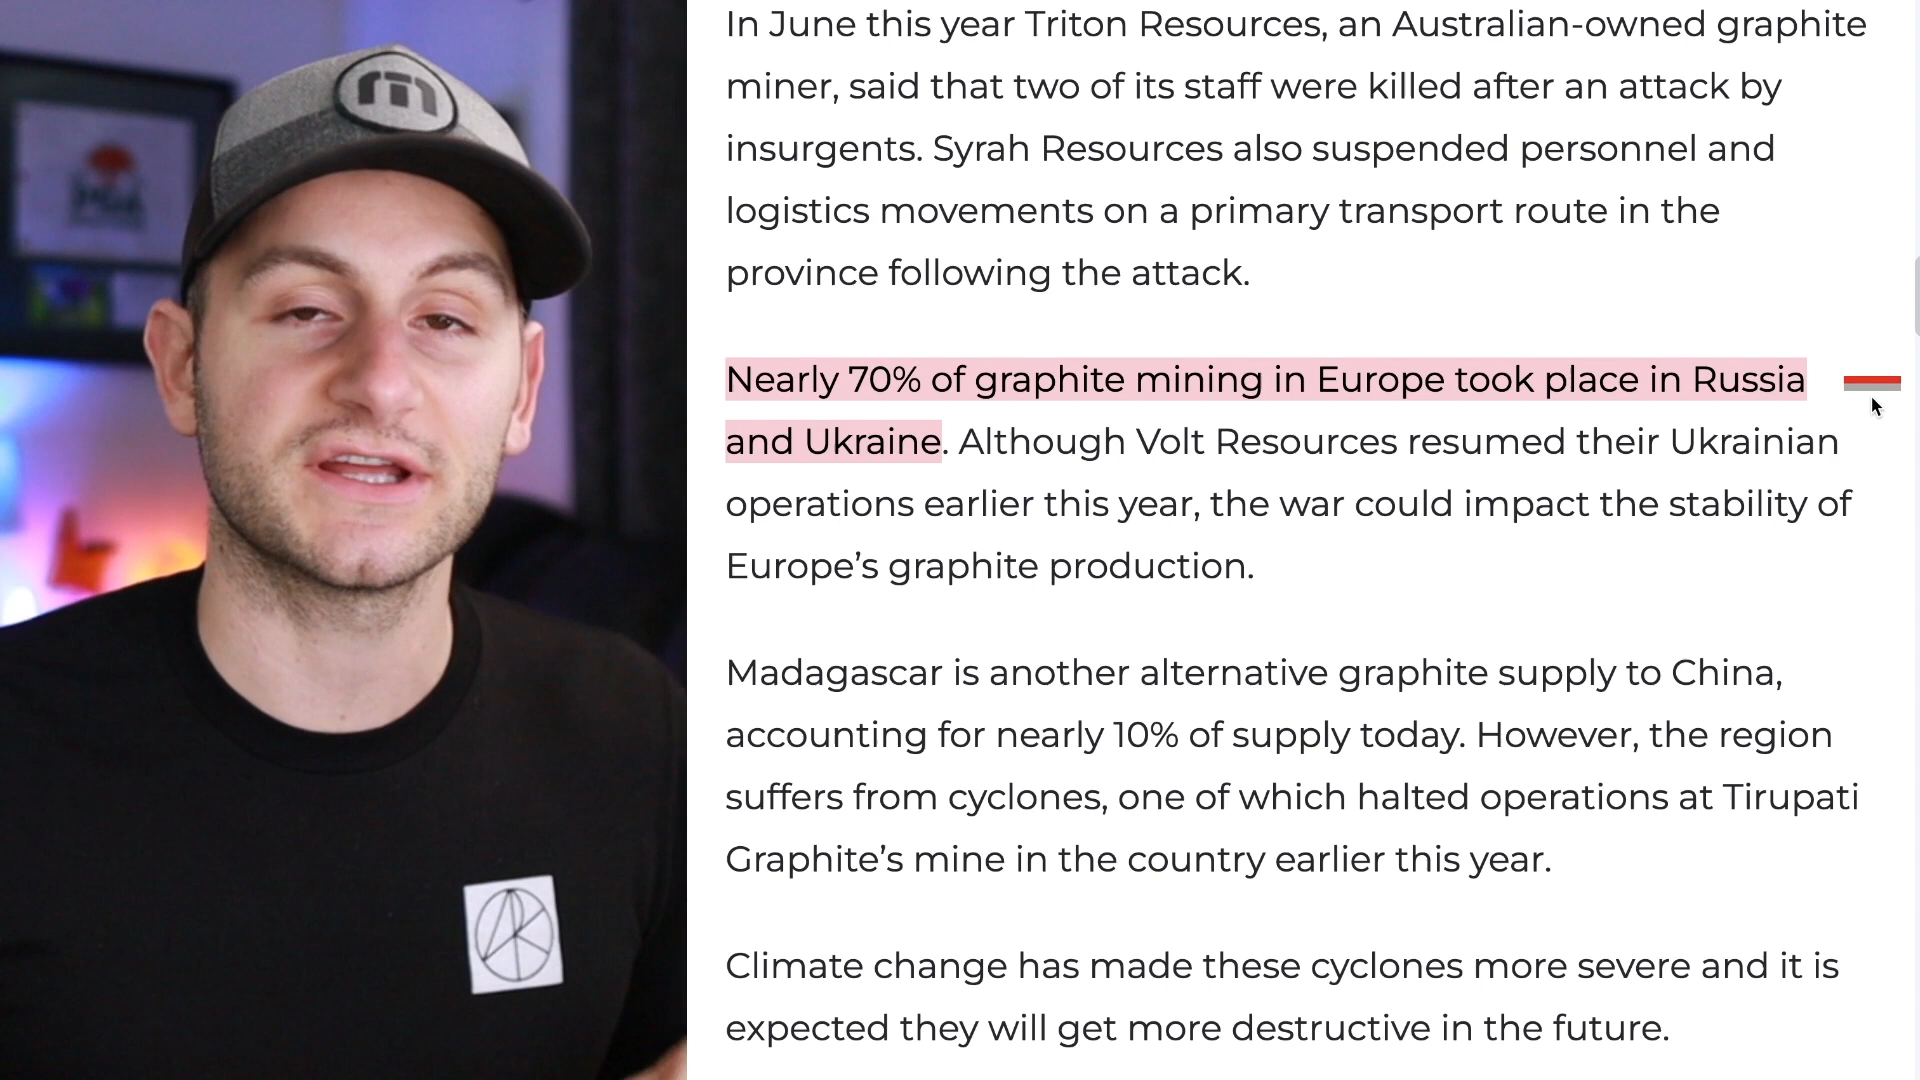 In June this year Triton Resources, an Australian-owned graphite
miner, said that two of its staff were killed after an attack by
insurgents. Syrah Resources also suspended personnel and
logistics movements on a primary transport route in the
province following the attack.
Nearly 70% of graphite mining in Europe took place in Russia
and Ukraine. Although Volt Resources resumed their Ukrainian
operations earlier this year, the war could impact the stability of
Europe’s graphite production.
Madagascar is another alternative graphite supply to China,
accounting for nearly 10% of supply today. However, the region
suffers from cyclones, one of which halted operations at Tirupati
Graphite’s mine in the country earlier this year.
Climate change has made these cyclones more severe and it is
expected they will get more destructive in the future.